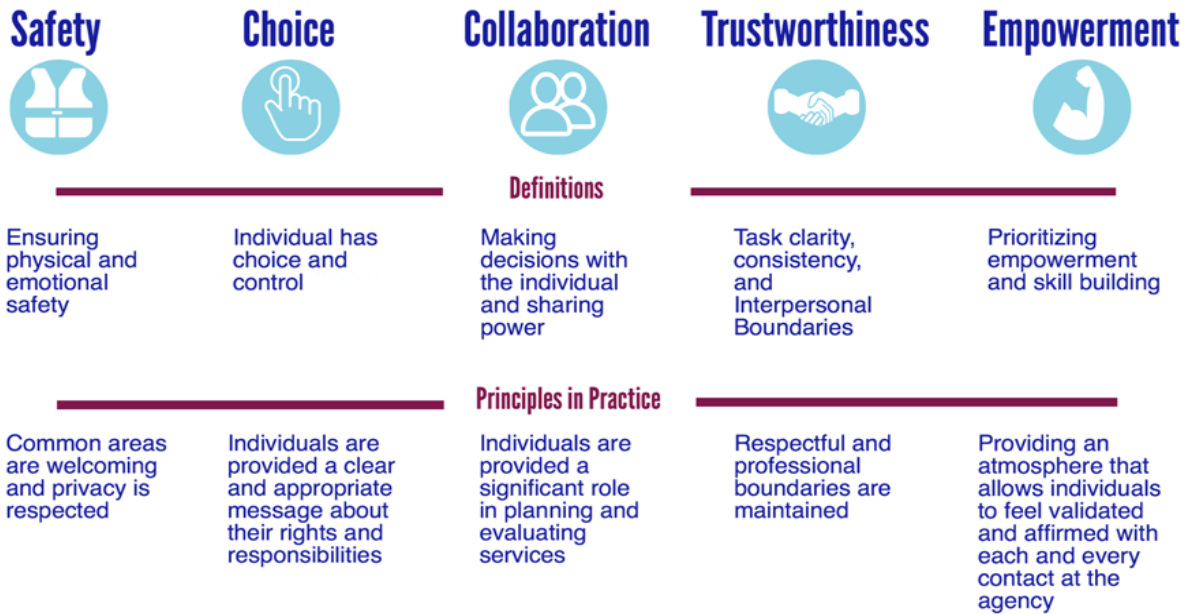 Safety
Choice
Collaboration
Trustworthiness
Empowerment
Definitions
Ensuring
physical and
emotional
safety
Individual has
choice and
control
Making
decisions with
the individual
and sharing
power
Task clarity,
consistency,
and
Interpersonal
Boundaries
Prioritizing
empowerment
and skill building
Principles in Practice
Common areas
are welcoming
and privacy is
respected
Individuals are
provided a clear
and appropriate
message about
their rights and
responsibilities
Individuals are
provided a
significant role
in planning and
evaluating
services
Respectful and
professional
boundaries are
maintained
Providing an
atmosphere that
allows individuals
to feel validated
and affirmed with
each and every
contact at the
agency